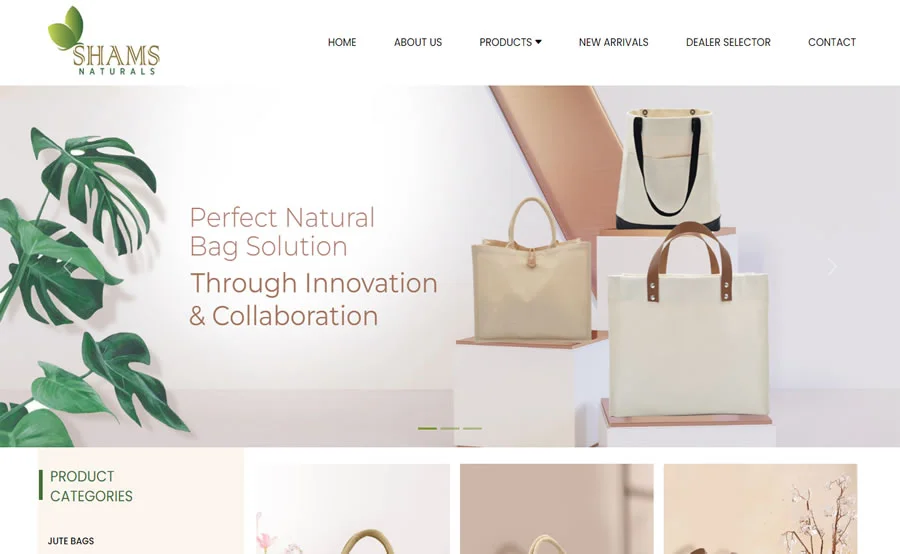 SHAMS
NATURALS
HOME ABOUT US PRODUCTS NEW ARRIVALS DEALER SELECTOR CONTACT
Perfect Natural
Bag Solution
Through Innovation
& Collaboration
PRODUCT
CATEGORIES
JUTE BAGS